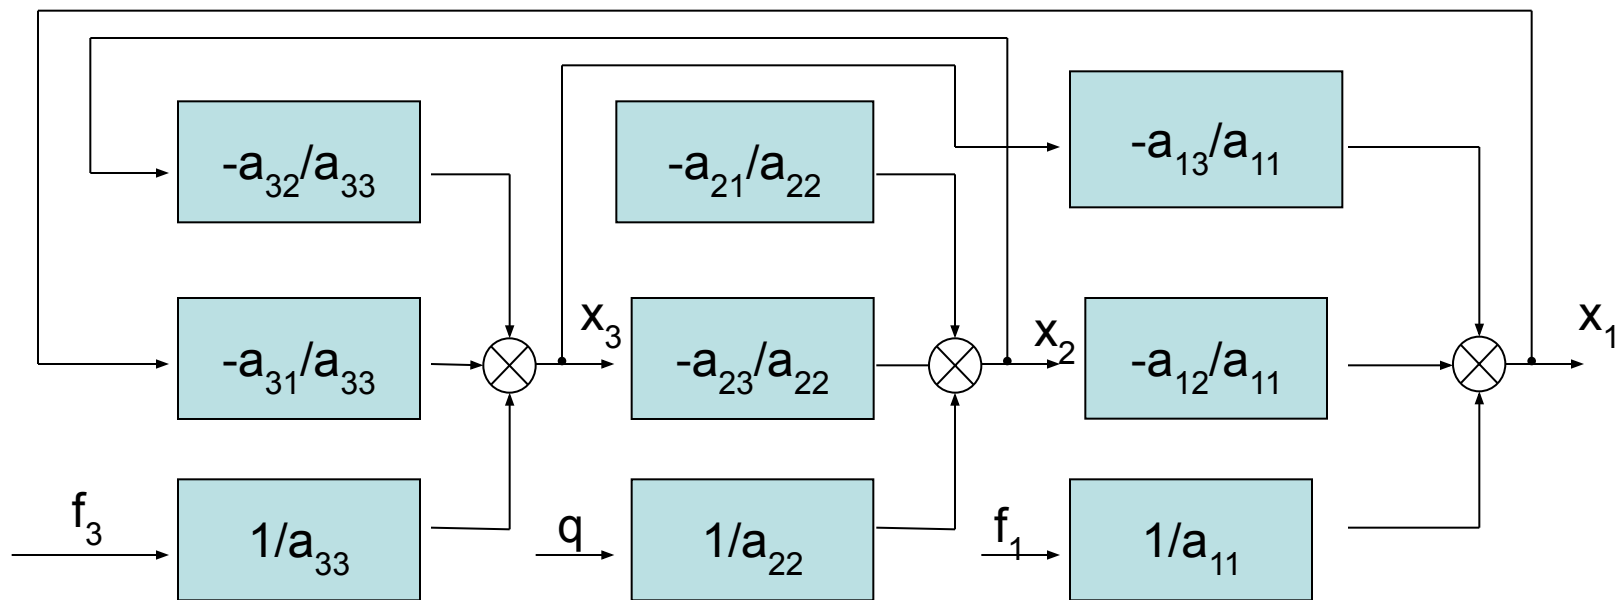 -a₃₂/a₃₃
-a₂₁/a₂₂
-a₁₃/a₁₁
-a₃₁/a₃₃
x₃
-a₂₃/a₂₂
x₂
-a₁₂/a₁₁
x₁
f₃
1/a₃₃
q
1/a₂₂
f₁
1/a₁₁